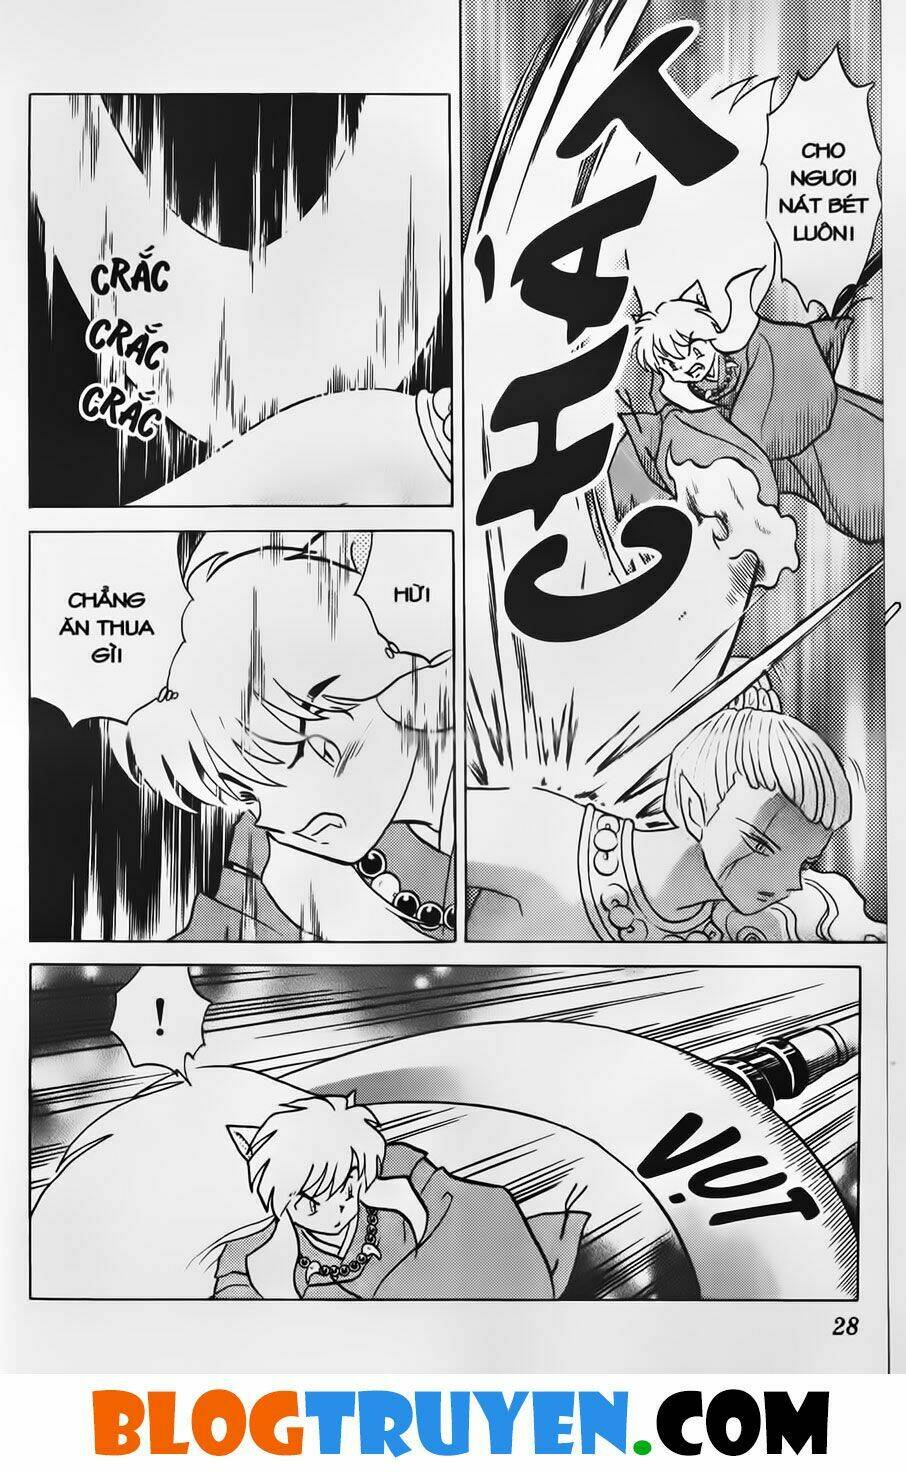 CHO
NGƯƠI
NÁT BÉT
LUÔN!
CHÁT
CRẮC
CRẮC
CRẮC
HỪ!
CHẲNG
ĂN THUA
GÌ!
!
VỤT
28
BLOGTRUYEN.COM